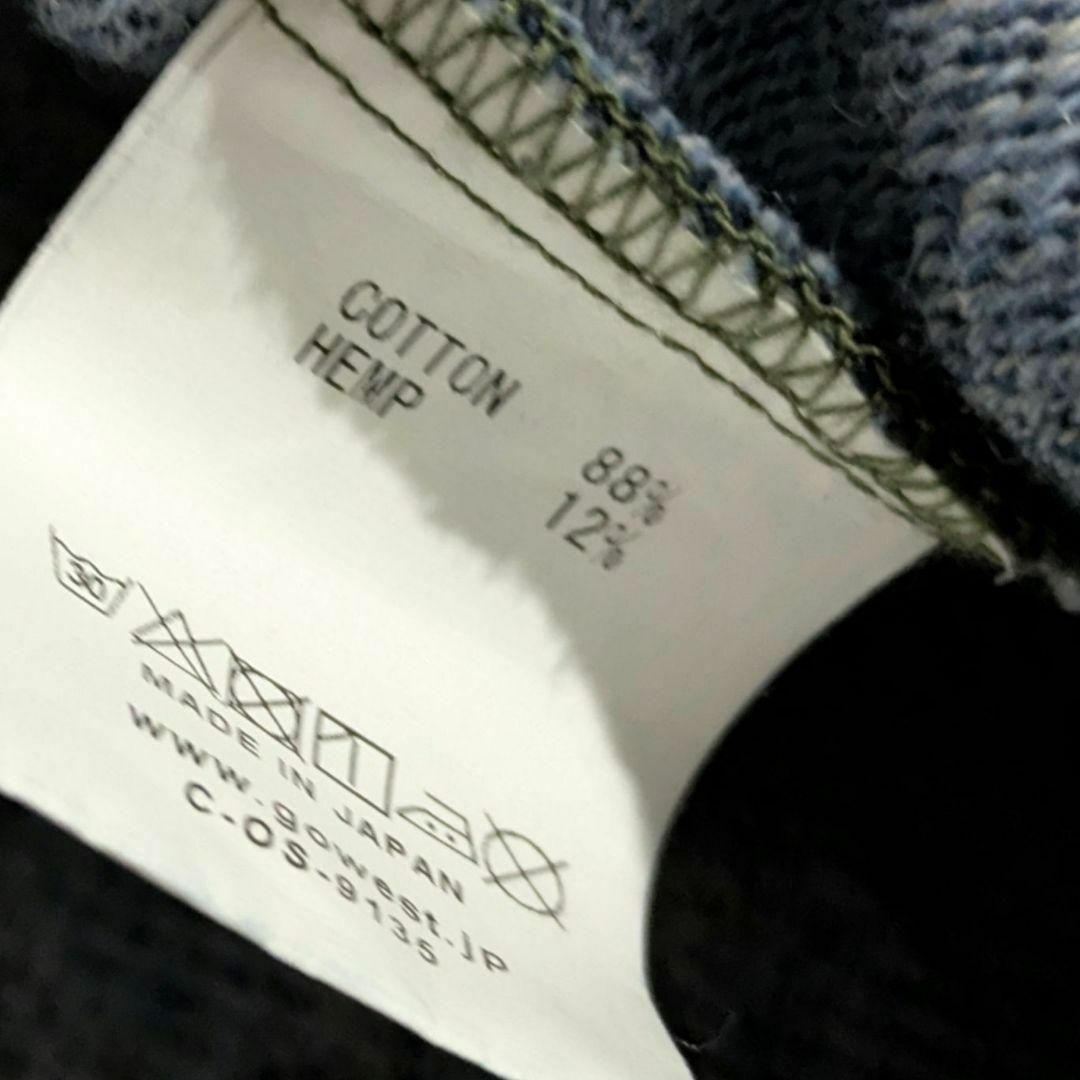 COTTON 88%
HEMP 12%
30
MADE IN JAPAN
www.gowest.jp
C-OS-9135